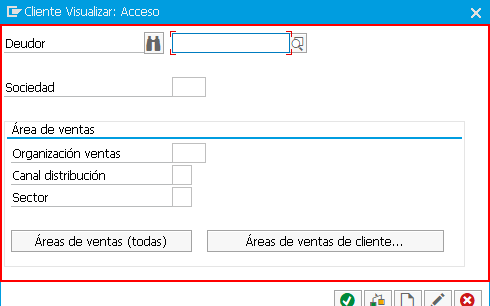 Cliente Visualizar: Acceso
Deudor
Sociedad
Área de ventas
Organización ventas
Canal distribución
Sector
Áreas de ventas (todas) Áreas de ventas de cliente...